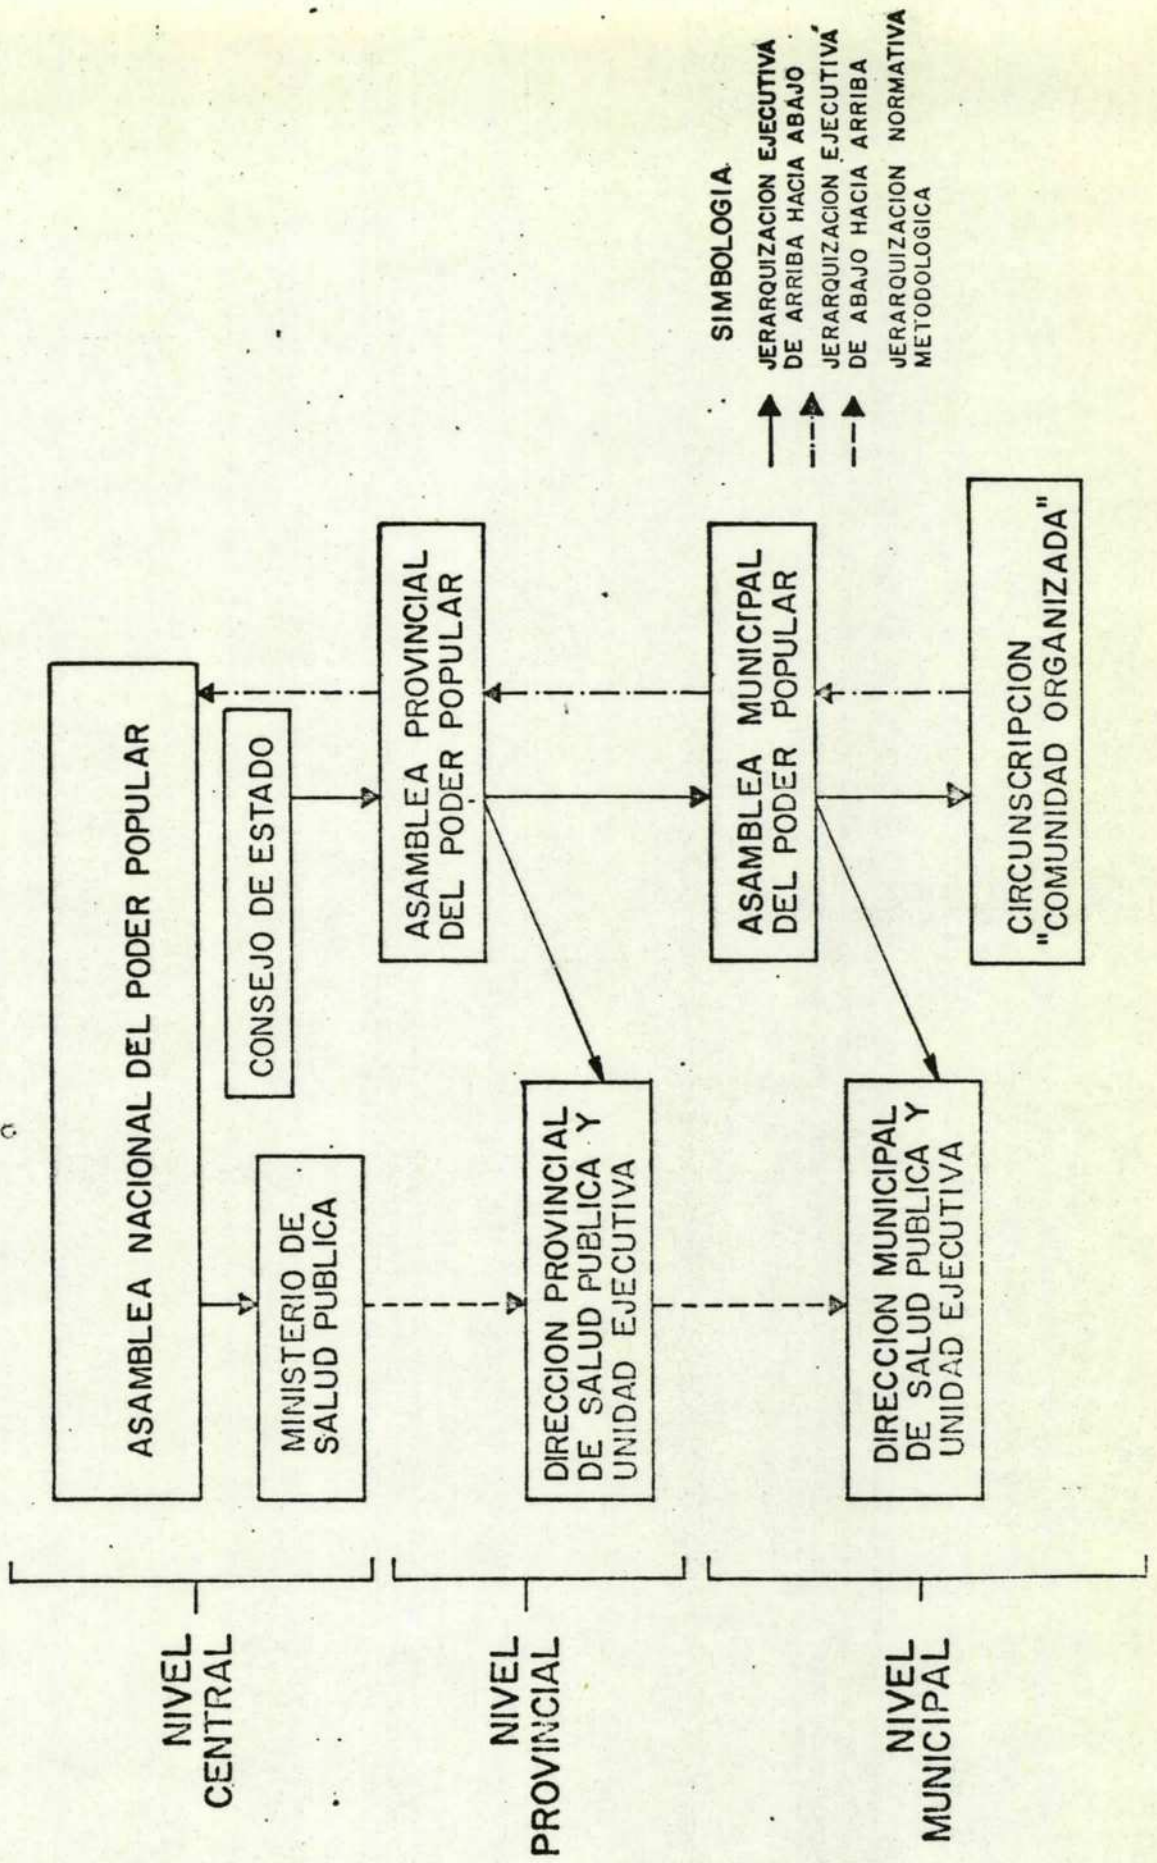 NIVEL
CENTRAL
ASAMBLEA NACIONAL DEL PODER POPULAR
MINISTERIO DE
SALUD PUBLICA
CONSEJO DE ESTADO
NIVEL
PROVINCIAL
ASAMBLEA PROVINCIAL
DEL PODER POPULAR
DIRECCION PROVINCIAL
DE SALUD PUBLICA Y
UNIDAD EJECUTIVA
NIVEL
MUNICIPAL
ASAMBLEA MUNICIPAL
DEL PODER POPULAR
DIRECCION MUNICIPAL
DE SALUD PUBLICA Y
UNIDAD EJECUTIVA
CIRCUNSCRIPCION
"COMUNIDAD ORGANIZADA"
SIMBOLOGIA
JERARQUIZACION EJECUTIVA
DE ARRIBA HACIA ABAJO
JERARQUIZACION EJECUTIVA
DE ABAJO HACIA ARRIBA
JERARQUIZACION NORMATIVA
METODOLOGICA